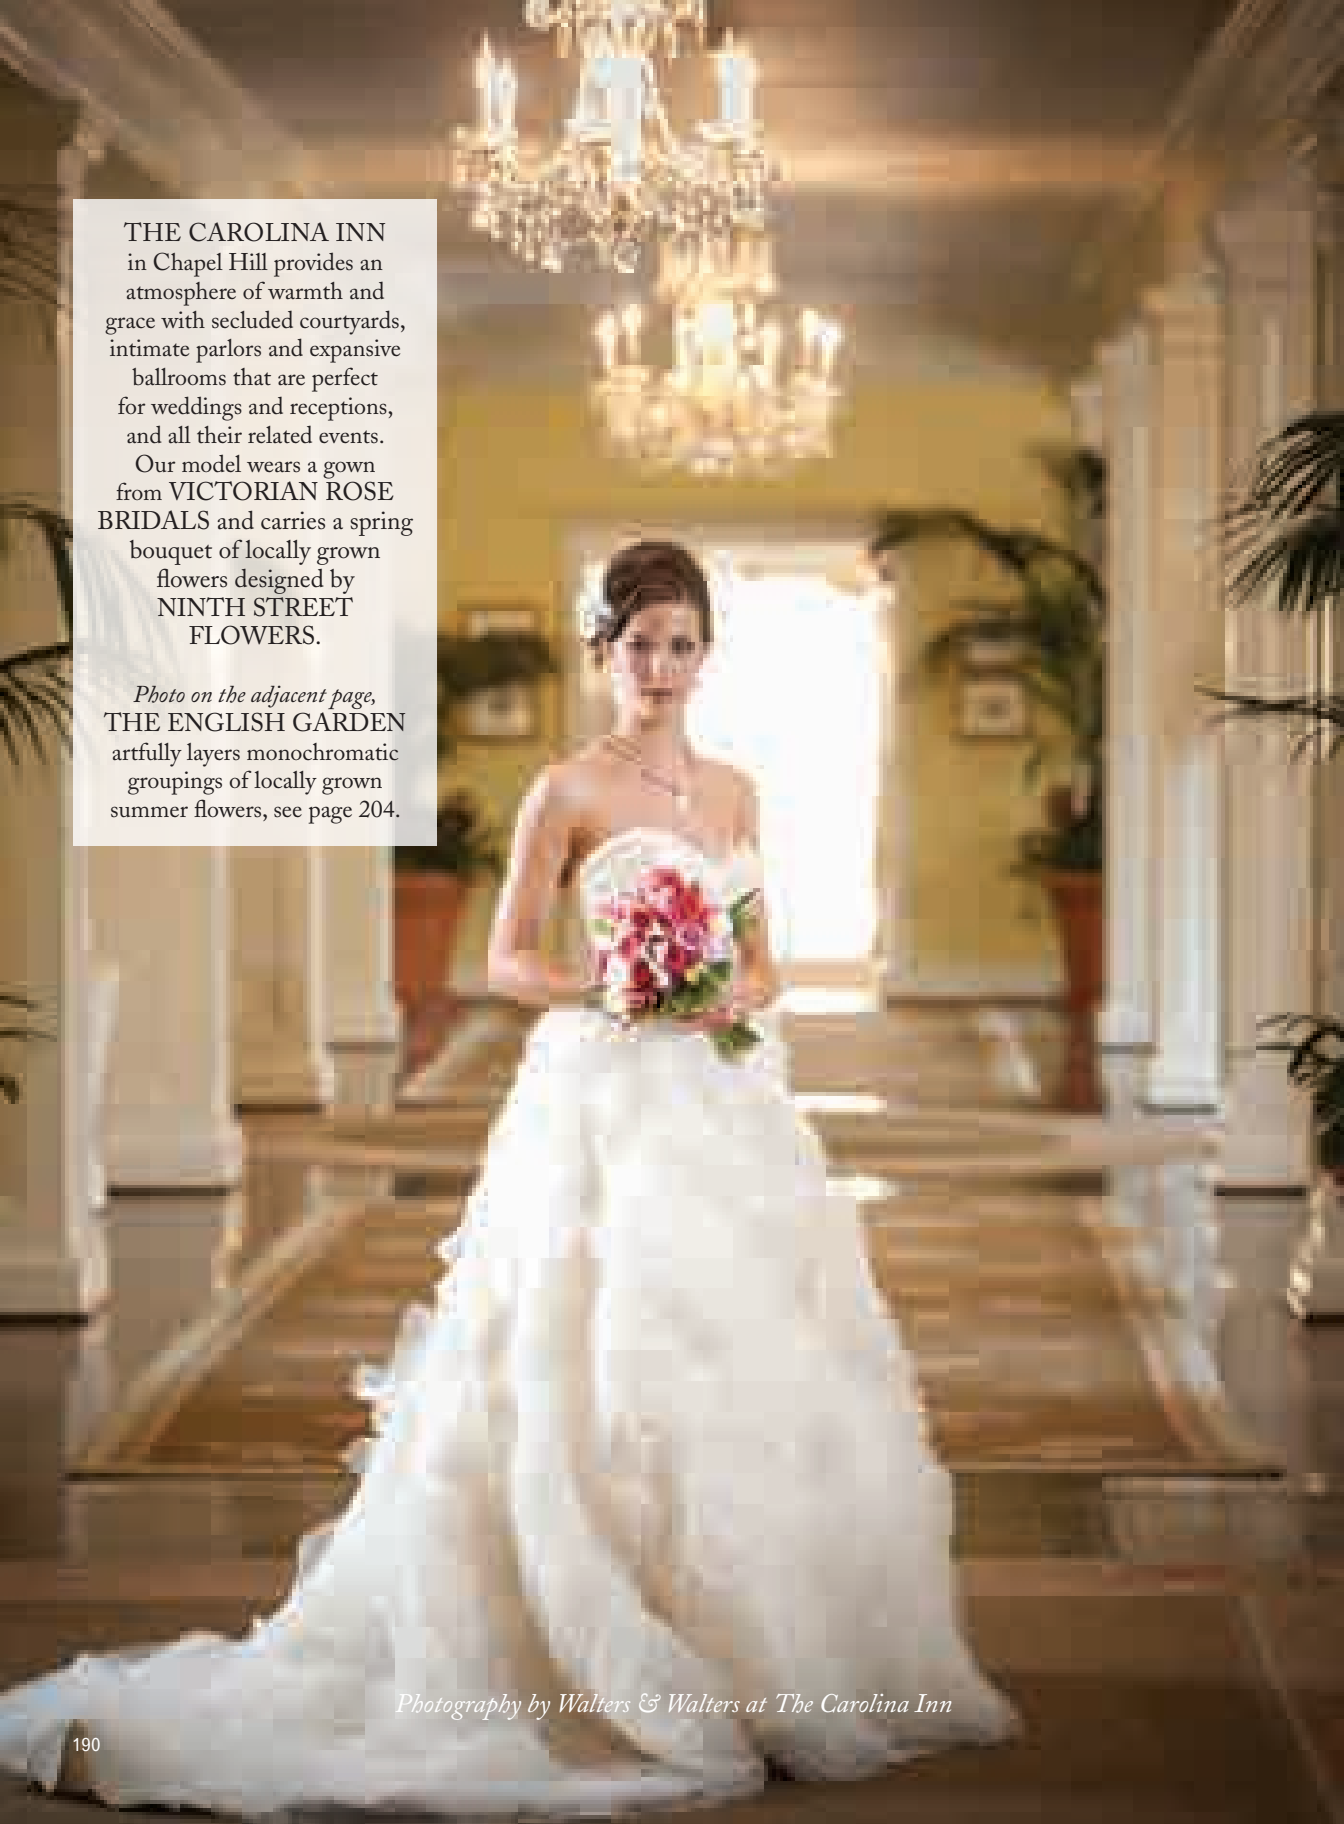 THE CAROLINA INN
in Chapel Hill provides an
atmosphere of warmth and
grace with secluded courtyards,
intimate parlors and expansive
ballrooms that are perfect
for weddings and receptions,
and all their related events.
Our model wears a gown
from VICTORIAN ROSE
BRIDALS and carries a spring
bouquet of locally grown
flowers designed by
NINTH STREET
FLOWERS.
Photo on the adjacent page,
THE ENGLISH GARDEN
artfully layers monochromatic
groupings of locally grown
summer flowers, see page 204.
Photography by Walters & Walters at The Carolina Inn
190